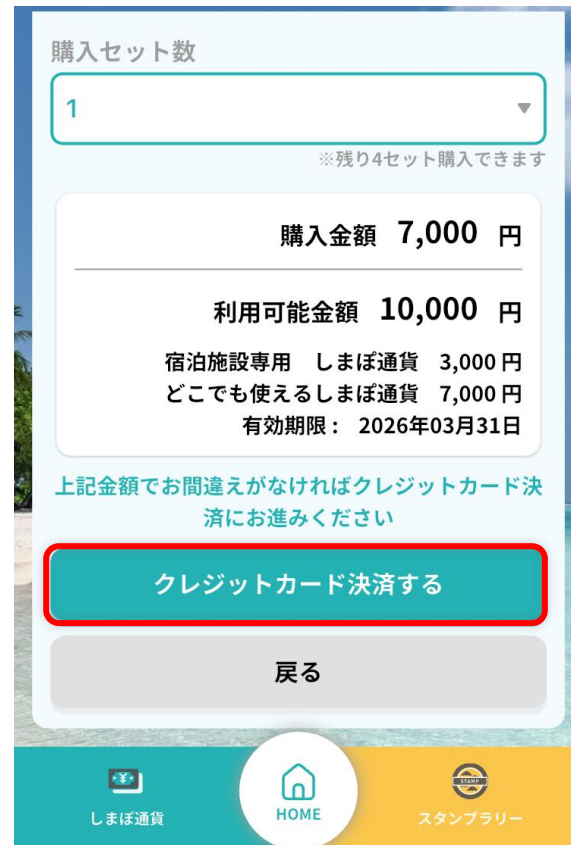 購入セット数
1
※残り4セット購入できます
購入金額 7,000 円
利用可能金額 10,000 円
宿泊施設専用 しまぽ通貨 3,000 円
どこでも使えるしまぽ通貨 7,000 円
有効期限： 2026年03月31日
上記金額でお間違えがなければクレジットカード決
済にお進みください
クレジットカード決済する
戻る
¥
STAMP
しまぽ通貨
HOME
スタンプラリー